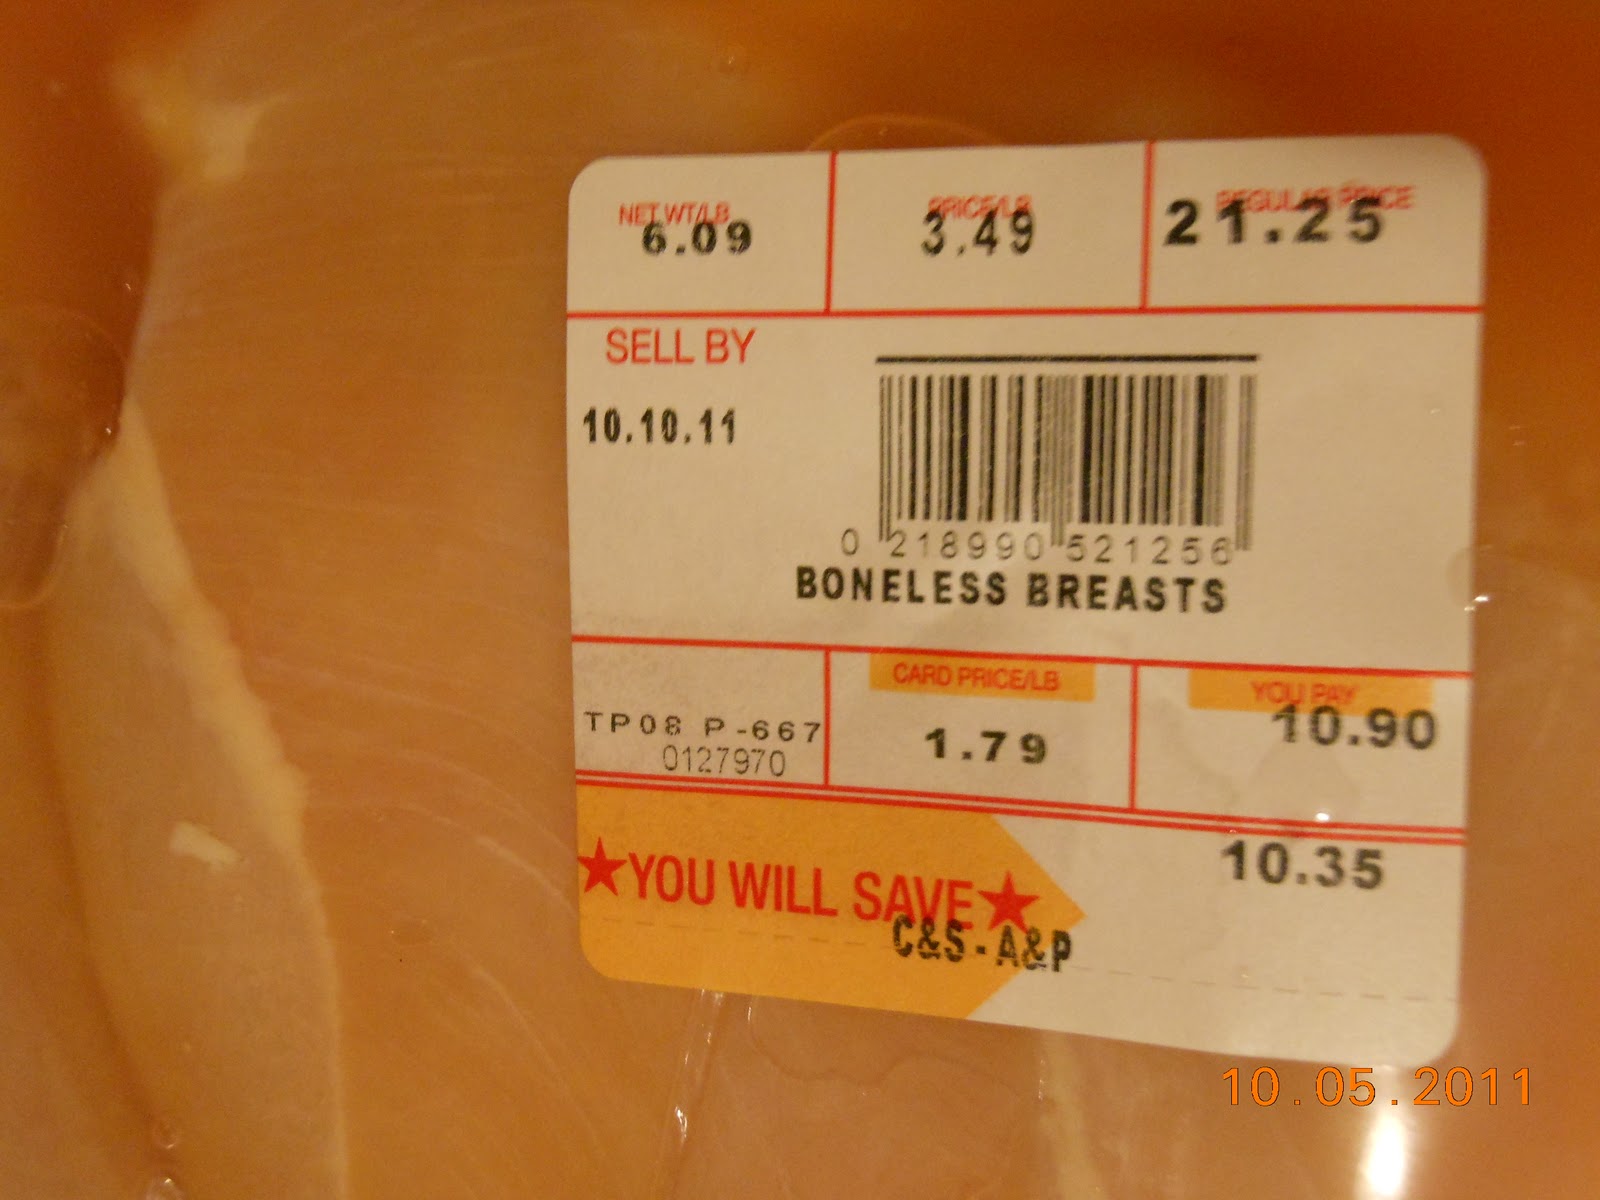 NET WT/LB PRICE/LB REGULAR PRICE
6.09 3.49 21.25
SELL BY
10.10.11
0 218990 521256
BONELESS BREASTS
CARD PRICE/LB YOU PAY
TP08 P-667 1.79 10.90
0127970
★YOU WILL SAVE★ 10.35
C&S-A&P
10.05.2011